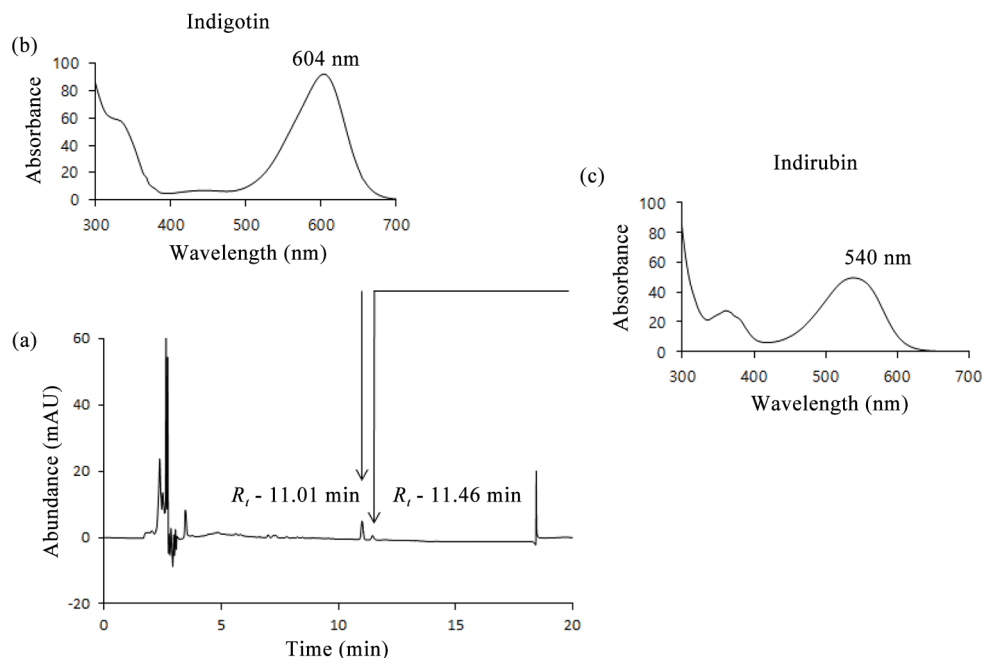 Indigotin
(b)
604 nm
Absorbance
100
80
60
40
20
0
300 400 500 600 700
Wavelength (nm)
Indirubin
(c)
540 nm
Absorbance
100
80
60
40
20
0
300 400 500 600 700
Wavelength (nm)
(a)
Abundance (mAU)
60
40
20
0
-20
Rt - 11.01 min
Rt - 11.46 min
0 5 10 15 20
Time (min)